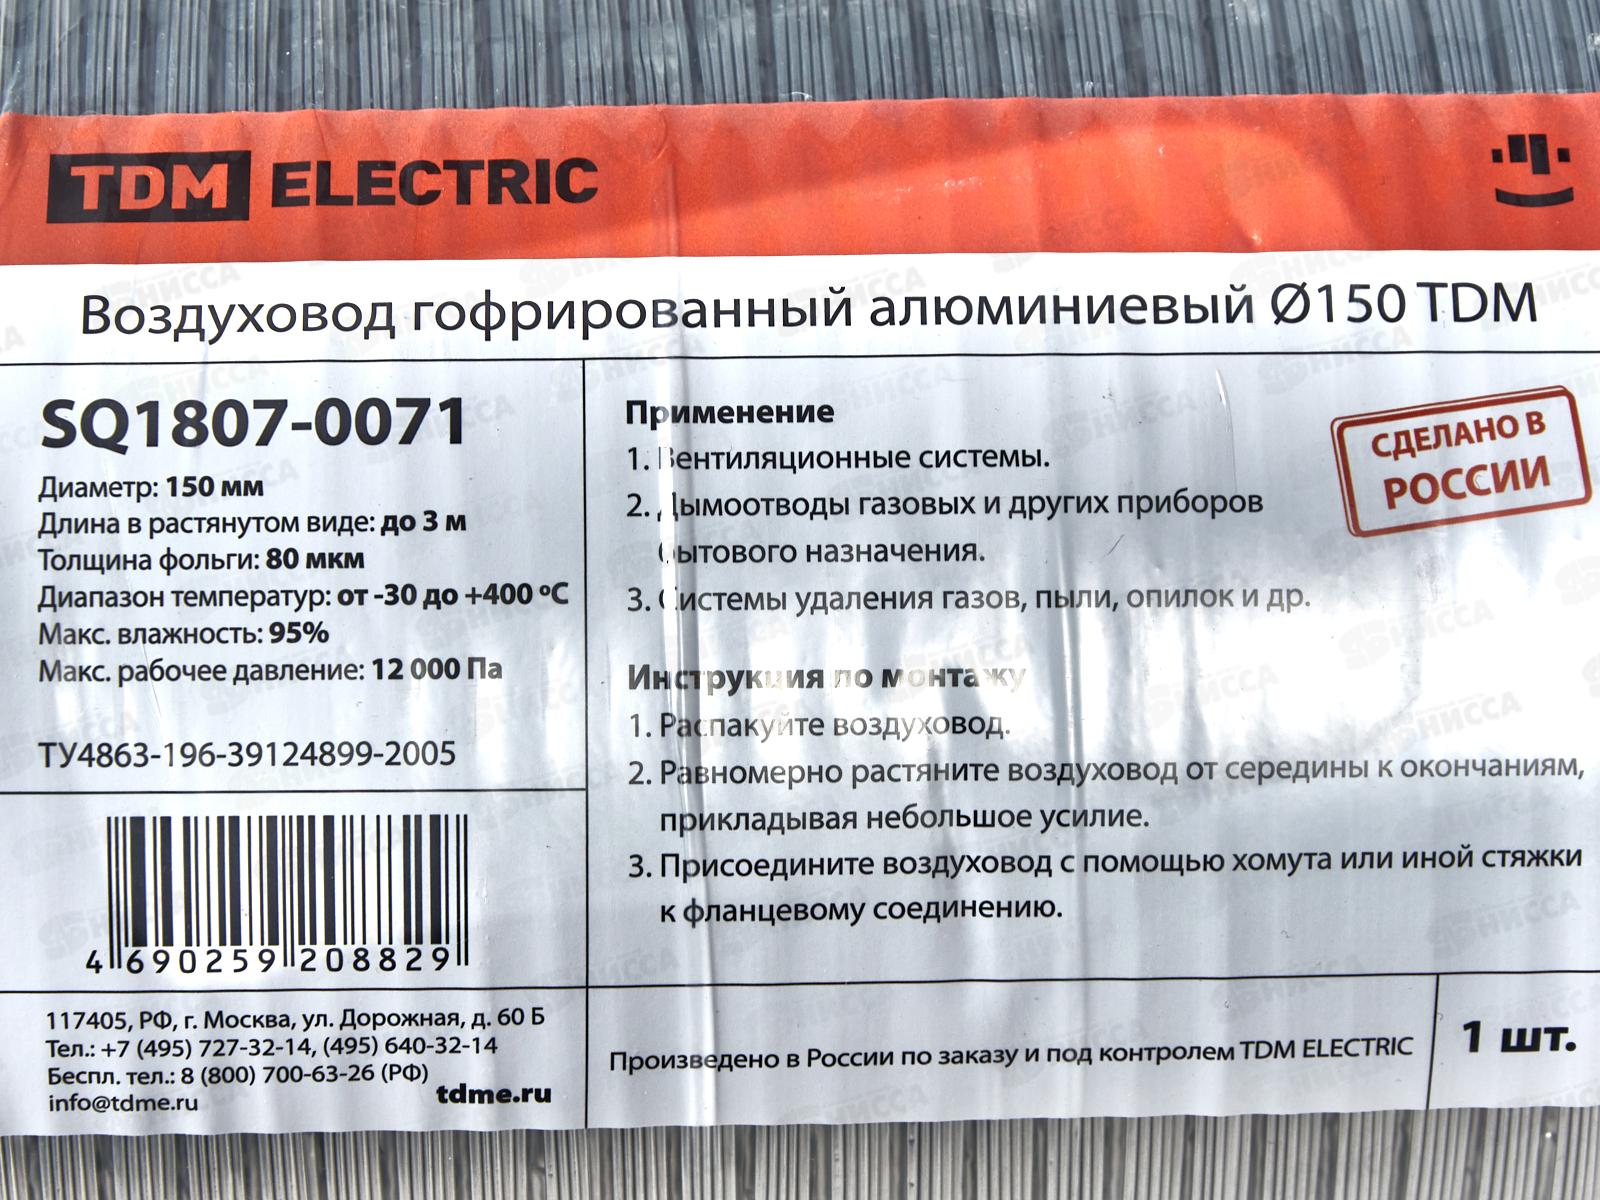 TDM ELECTRIC
Воздуховод гофрированный алюминиевый Ø150 TDM
SQ1807-0071
Диаметр: 150 мм
Длина в растянутом виде: до 3 м
Толщина фольги: 80 мкм
Диапазон температур: от -30 до +400 ºС
Макс. влажность: 95%
Макс. рабочее давление: 12 000 Па
ТУ4863-196-39124899-2005
Применение
1. Вентиляционные системы.
2. Дымоотводы газовых и других приборов
бытового назначения.
3. Системы удаления газов, пыли, опилок и др.
СДЕЛАНО В
РОССИИ
Инструкция по монтажу
1. Распакуйте воздуховод.
2. Равномерно растяните воздуховод от середины к окончаниям,
прикладывая небольшое усилие.
3. Присоедините воздуховод с помощью хомута или иной стяжки
к фланцевому соединению.
4 690259 208829
117405, РФ, г. Москва, ул. Дорожная, д. 60 Б
Тел.: +7 (495) 727-32-14, (495) 640-32-14
Беспл. тел.: 8 (800) 700-63-26 (РФ)
info@tdme.ru
tdme.ru
Произведено в России по заказу и под контролем TDM ELECTRIC
1 шт.